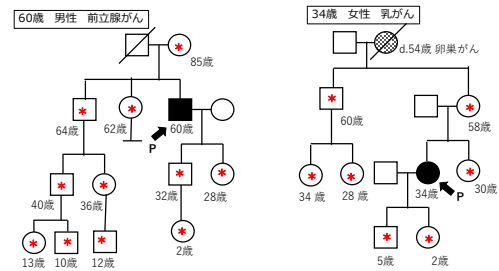 60歳 男性 前立腺がん
85歳
64歳
62歳
60歳
P
40歳
36歳
32歳
28歳
13歳
10歳
12歳
2歳
34歳 女性 乳がん
d.54歳 卵巣がん
60歳
58歳
34 歳
28 歳
34歳
P
30歳
5歳
2歳